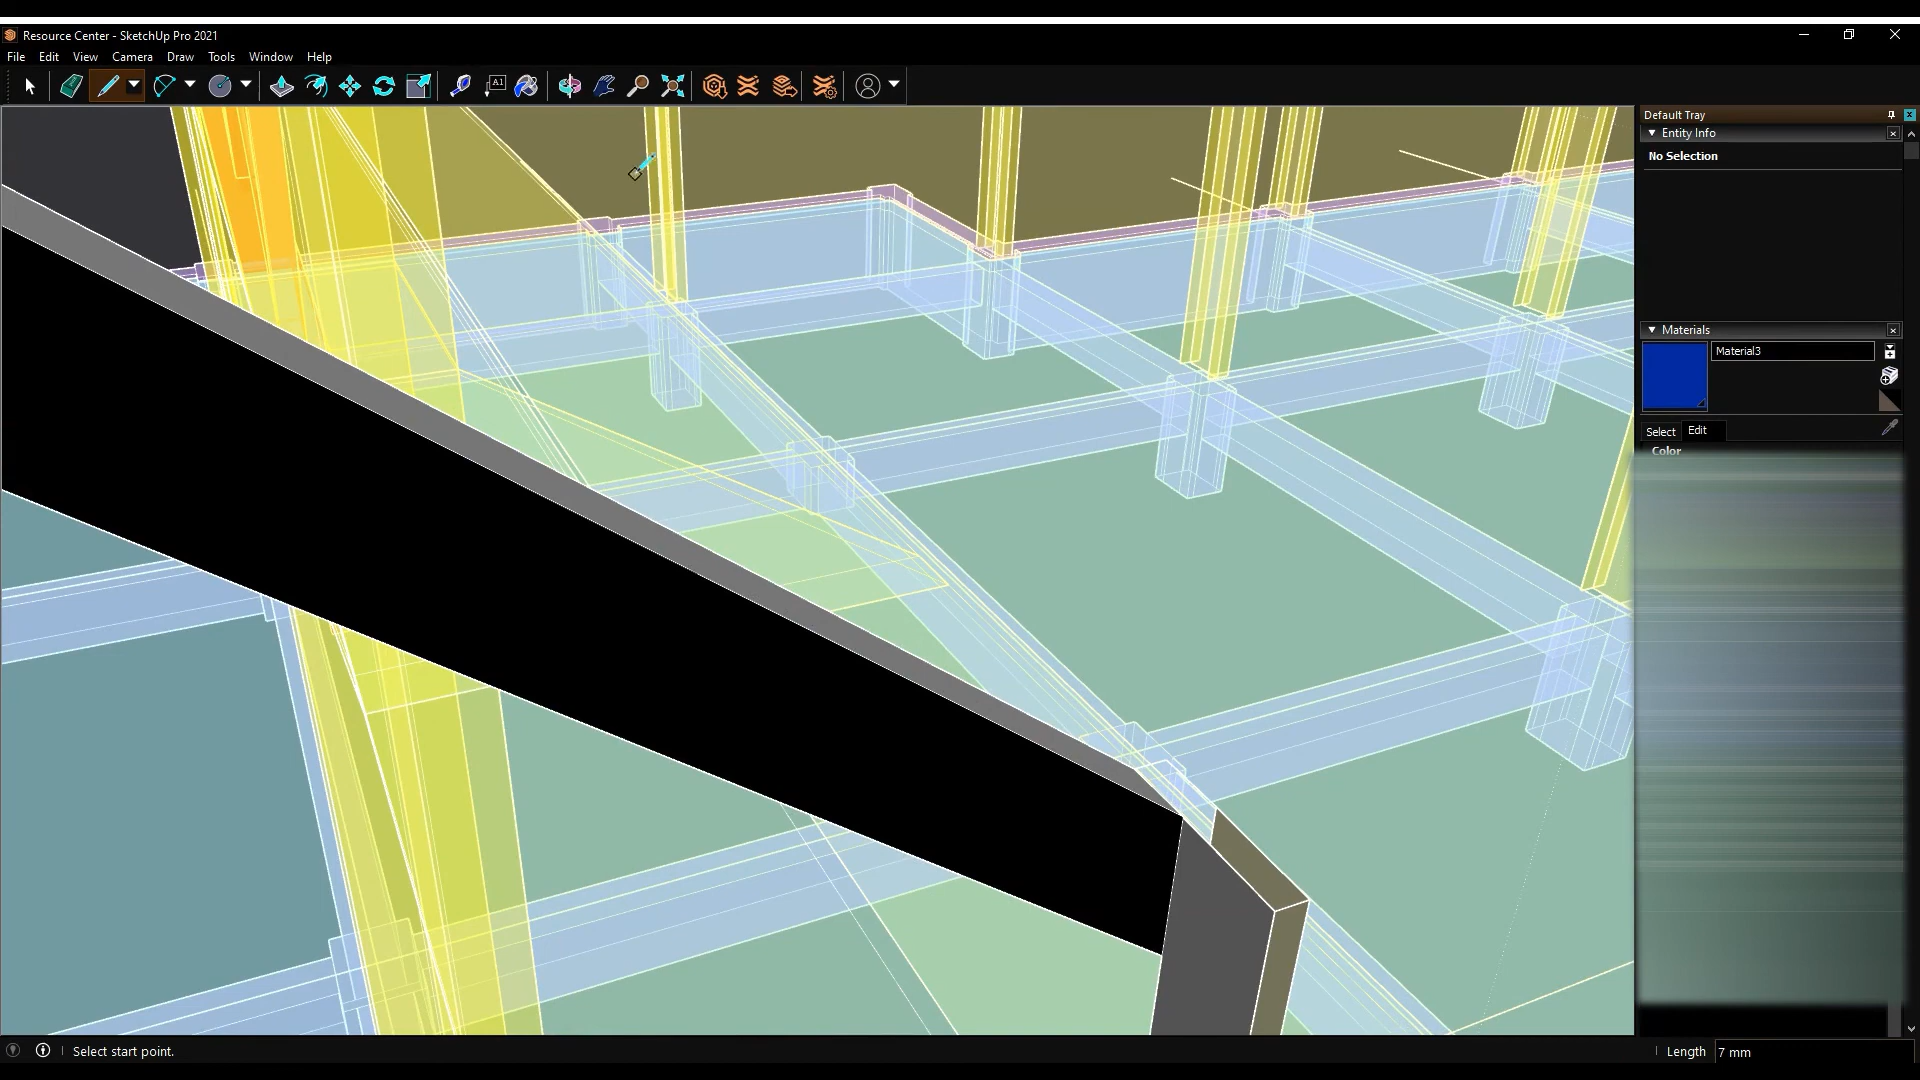 Resource Center - SketchUp Pro 2021
File Edit View Camera Draw Tools Window Help
A1
Default Tray
Entity Info
No Selection
Materials
Material3
Select Edit
Color
Select start point.
Length 7 mm